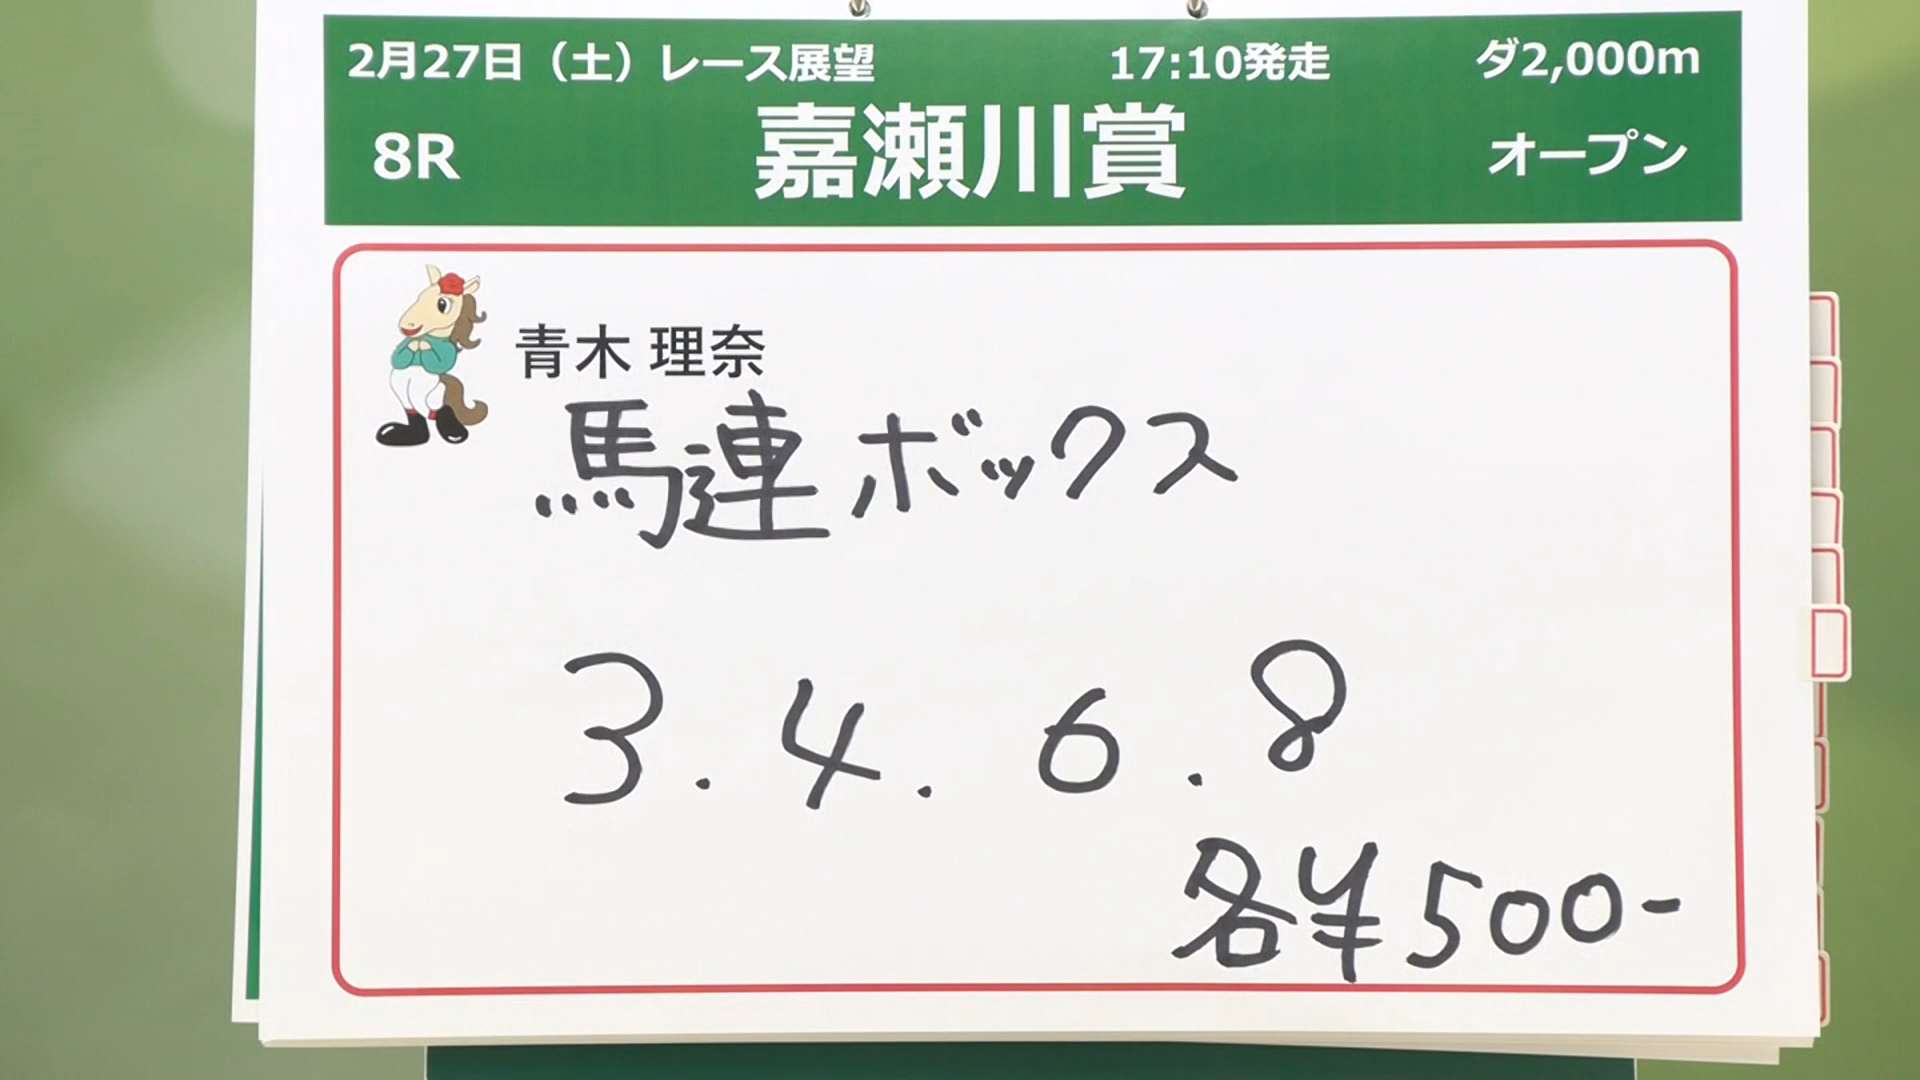 2月27日（土）レース展望 17:10発走 ダ2,000m
8R 嘉瀬川賞 オープン
青木 理奈
馬連ボックス
3.4.6.8
各¥500-